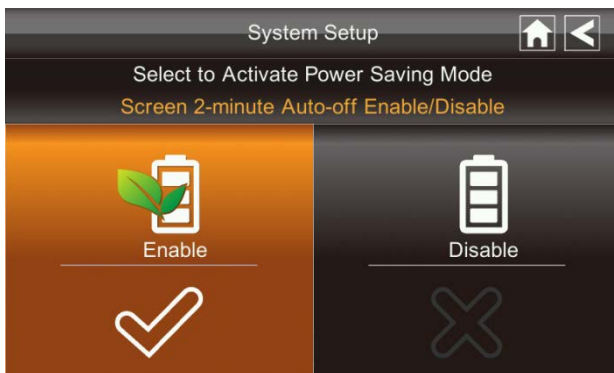 System Setup
Select to Activate Power Saving Mode
Screen 2-minute Auto-off Enable/Disable
Enable
Disable